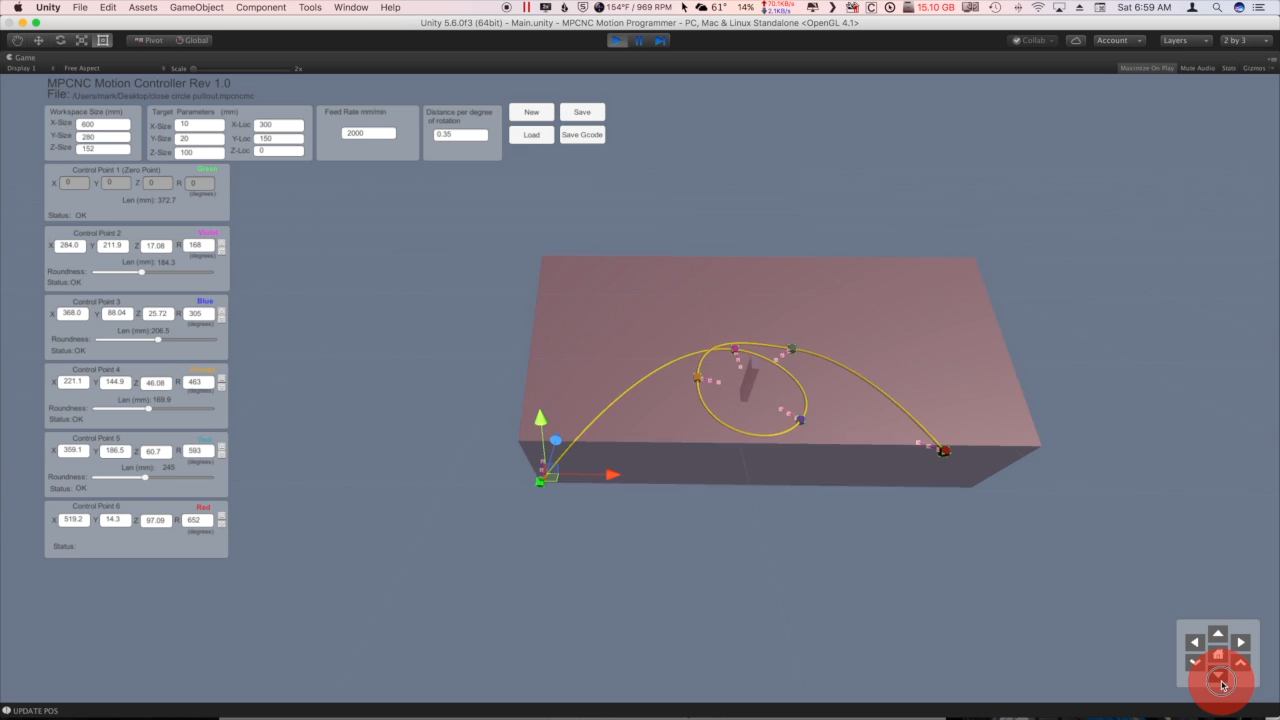 Unity File Edit Assets GameObject Component Tools Window Help 154°F / 969 RPM 61° 14% 70.1KB/s 2.1KB/s 15.10 GB Sat 6:59 AM
Unity 5.6.0f3 (64bit) - Main.unity - MPCNC Motion Programmer - PC, Mac & Linux Standalone <OpenGL 4.1>
Pivot Global Collab Account Layers 2 by 3
Game
Display 1 Free Aspect Scale 2x Maximize On Play Mute Audio Stats Gizmos
MPCNC Motion Controller Rev 1.0
File: /Users/mark/Desktop/close circle pullout.mpcncmc
Workspace Size (mm)
X-Size 600
Y-Size 280
Z-Size 152
Target Parameters (mm)
X-Size 10 X-Loc 300
Y-Size 20 Y-Loc 150
Z-Size 100 Z-Loc 0
Feed Rate mm/min
2000
Distance per degree
of rotation
0.35
New Save
Load Save Gcode
Control Point 1 (Zero Point) Green
X 0 Y 0 Z 0 R 0
(degrees)
Len (mm): 372.7
Status: OK
Control Point 2 Violet
X 284.0 Y 211.9 Z 17.08 R 168
(degrees)
Len (mm): 184.3
Roundness:
Status:OK
Control Point 3 Blue
X 368.0 Y 88.04 Z 25.72 R 305
(degrees)
Len (mm):206.5
Roundness:
Status:OK
Control Point 4
X 221.1 Y 144.9 Z 46.08 R 463
(degrees)
Len (mm): 169.9
Roundness:
Status:OK
Control Point 5
X 359.1 Y 186.5 Z 60.7 R 593
(degrees)
Len (mm): 245
Roundness:
Status: OK
Control Point 6 Red
X 519.2 Y 14.3 Z 97.09 R 652
(degrees)
Status:
UPDATE POS